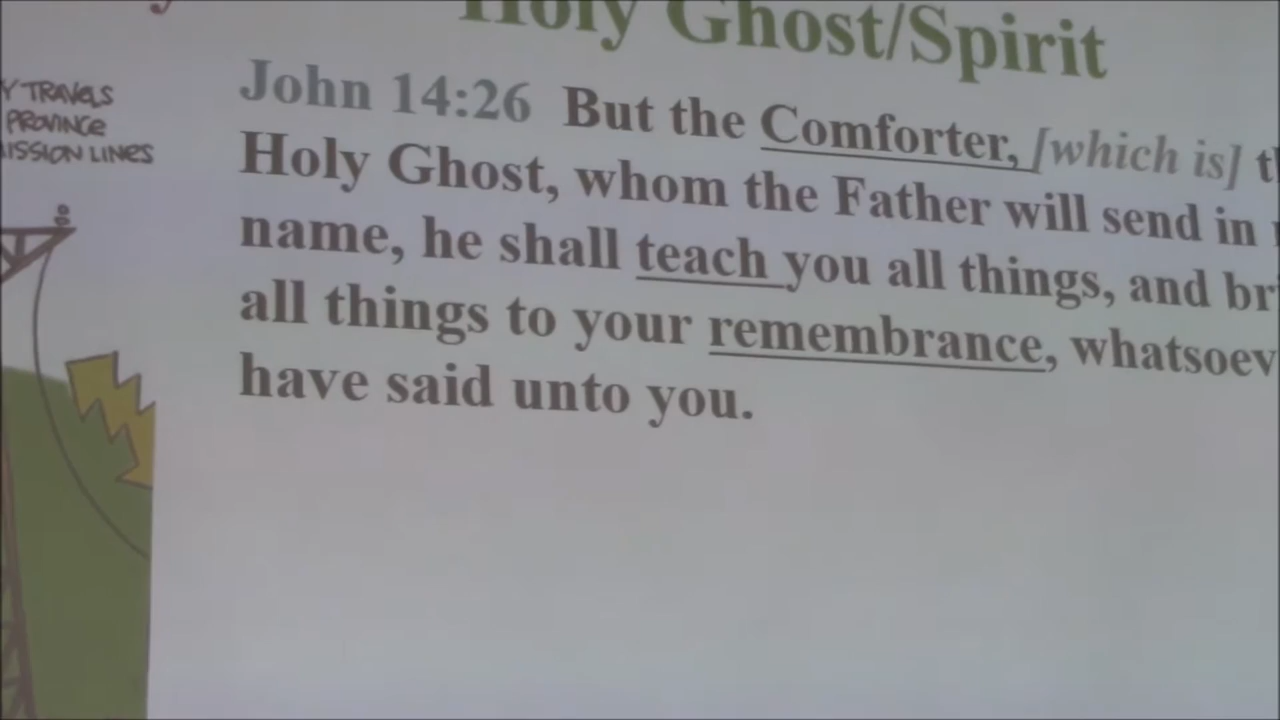 Holy Ghost/Spirit
Y TRAVELS
PROVINCE
ISSION LINES
John 14:26 But the Comforter, [which is]
Holy Ghost, whom the Father will send in
name, he shall teach you all things, and
all things to your remembrance, whatsoev
have said unto you.